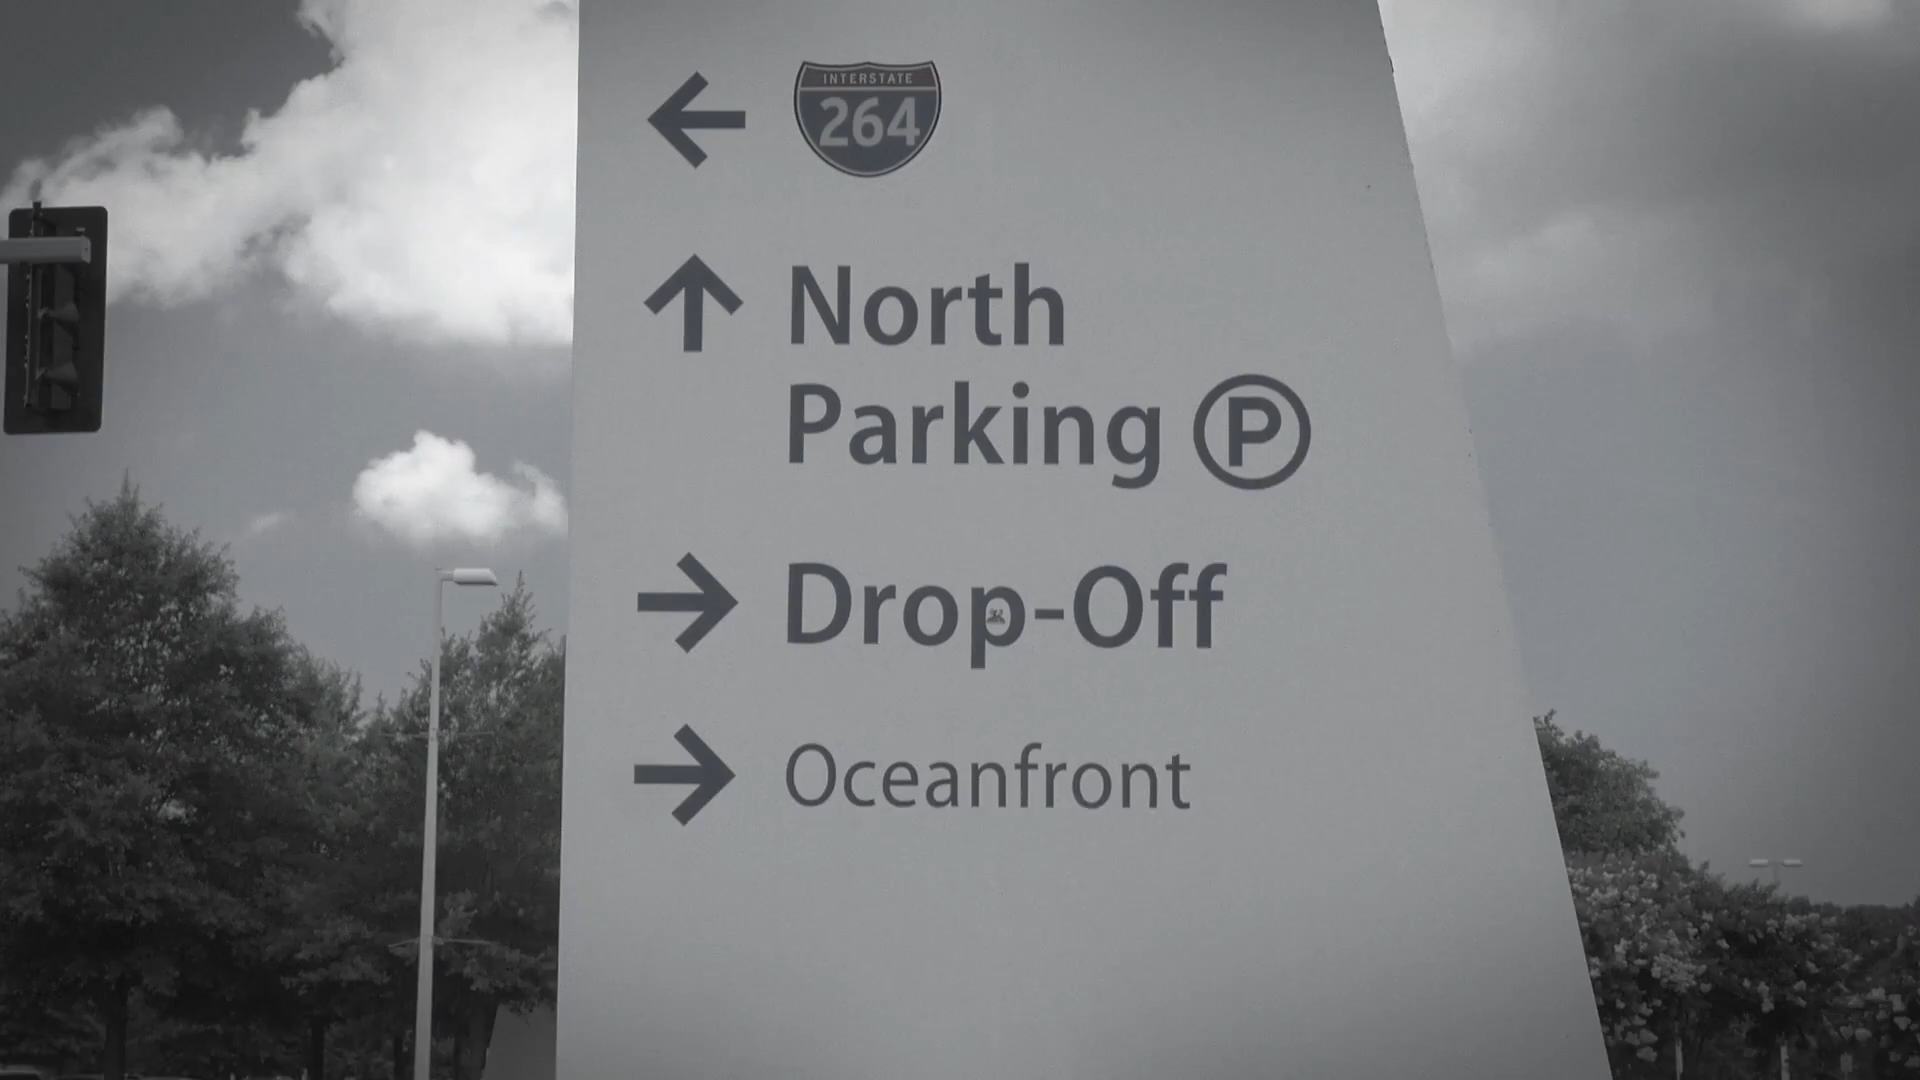 INTERSTATE
264
North
Parking P
Drop-Off
Oceanfront